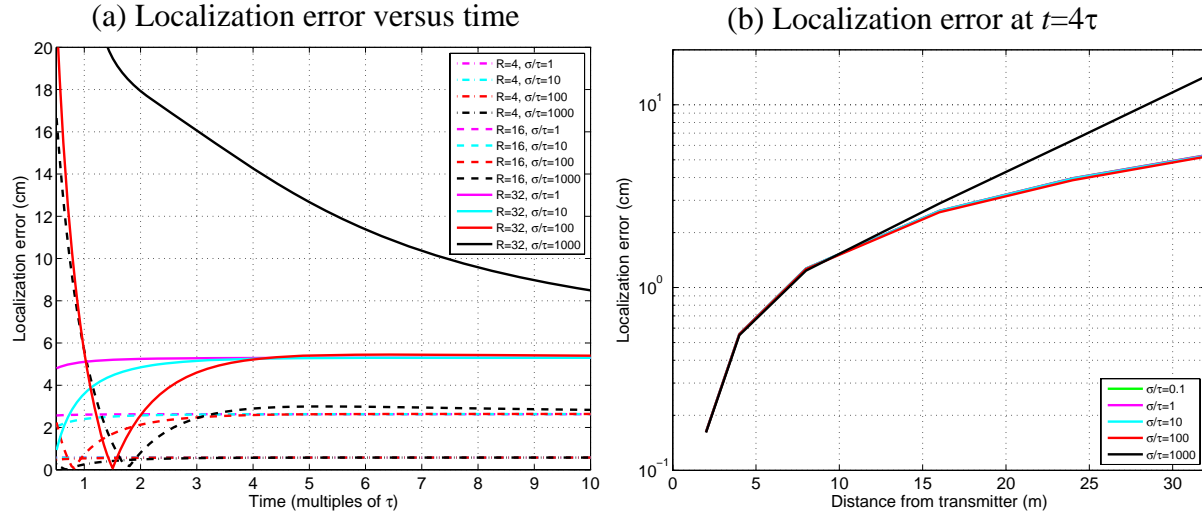 (a) Localization error versus time
20
18
16
14
12
10
8
6
4
2
0
Localization error (cm)
1
2
3
4
5
6
7
8
9
10
Time (multiples of τ)
R=4, σ/τ=1
R=4, σ/τ=10
R=4, σ/τ=100
R=4, σ/τ=1000
R=16, σ/τ=1
R=16, σ/τ=10
R=16, σ/τ=100
R=16, σ/τ=1000
R=32, σ/τ=1
R=32, σ/τ=10
R=32, σ/τ=100
R=32, σ/τ=1000
(b) Localization error at t=4τ
10^1
10^0
10^-1
Localization error (cm)
0
5
10
15
20
25
30
Distance from transmitter (m)
σ/τ=0.1
σ/τ=1
σ/τ=10
σ/τ=100
σ/τ=1000